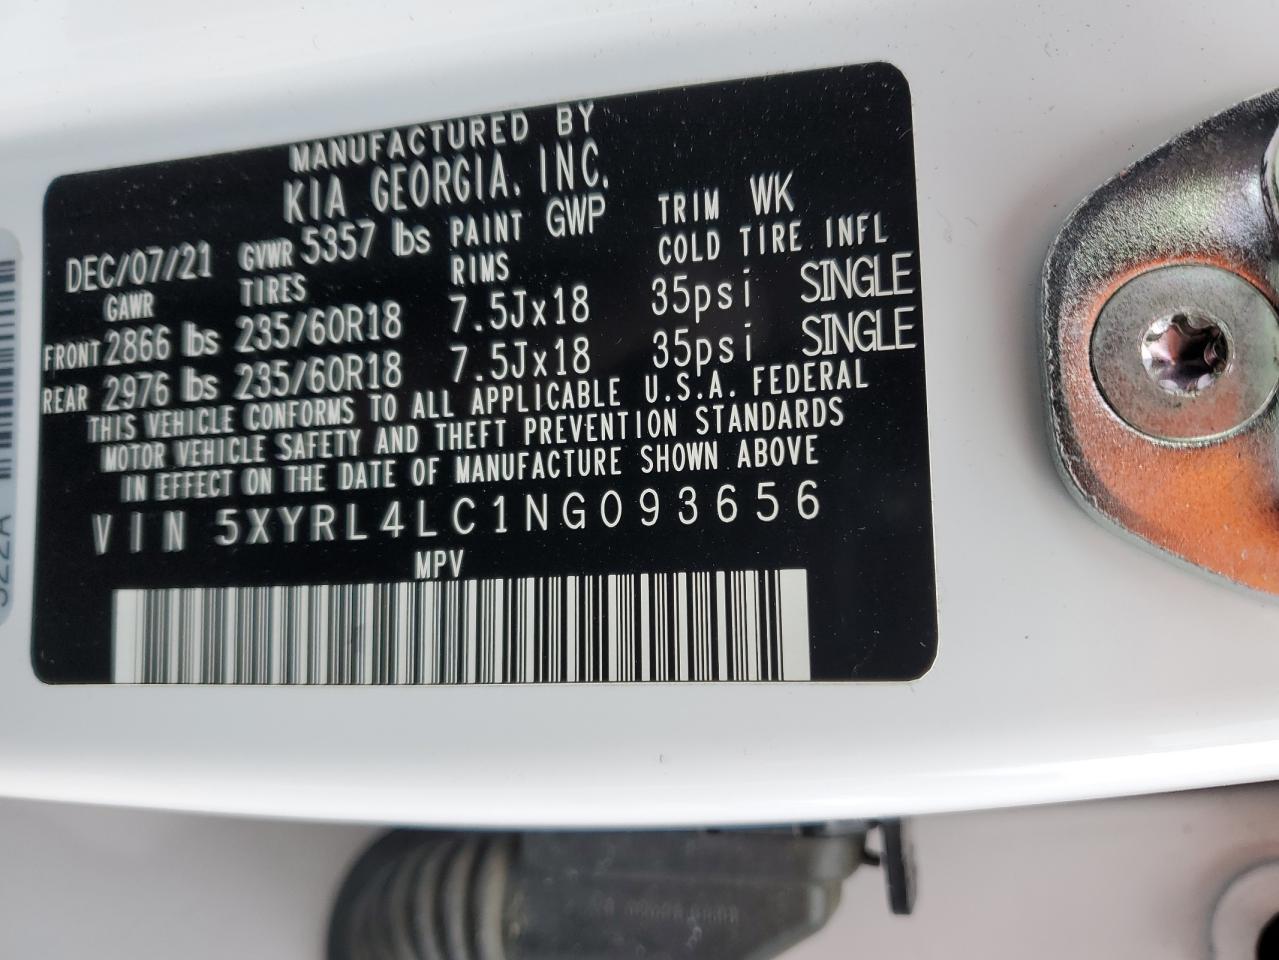 MANUFACTURED BY
KIA GEORGIA. INC.
DEC/07/21 GVWR 5357 lbs PAINT GWP TRIM WK
GAWR TIRES RIMS COLD TIRE INFL
FRONT 2866 lbs 235/60R18 7.5Jx18 35psi SINGLE
REAR 2976 lbs 235/60R18 7.5Jx18 35psi SINGLE
THIS VEHICLE CONFORMS TO ALL APPLICABLE U.S.A. FEDERAL
MOTOR VEHICLE SAFETY AND THEFT PREVENTION STANDARDS
IN EFFECT ON THE DATE OF MANUFACTURE SHOWN ABOVE
VIN 5XYRL4LC1NG093656
MPV